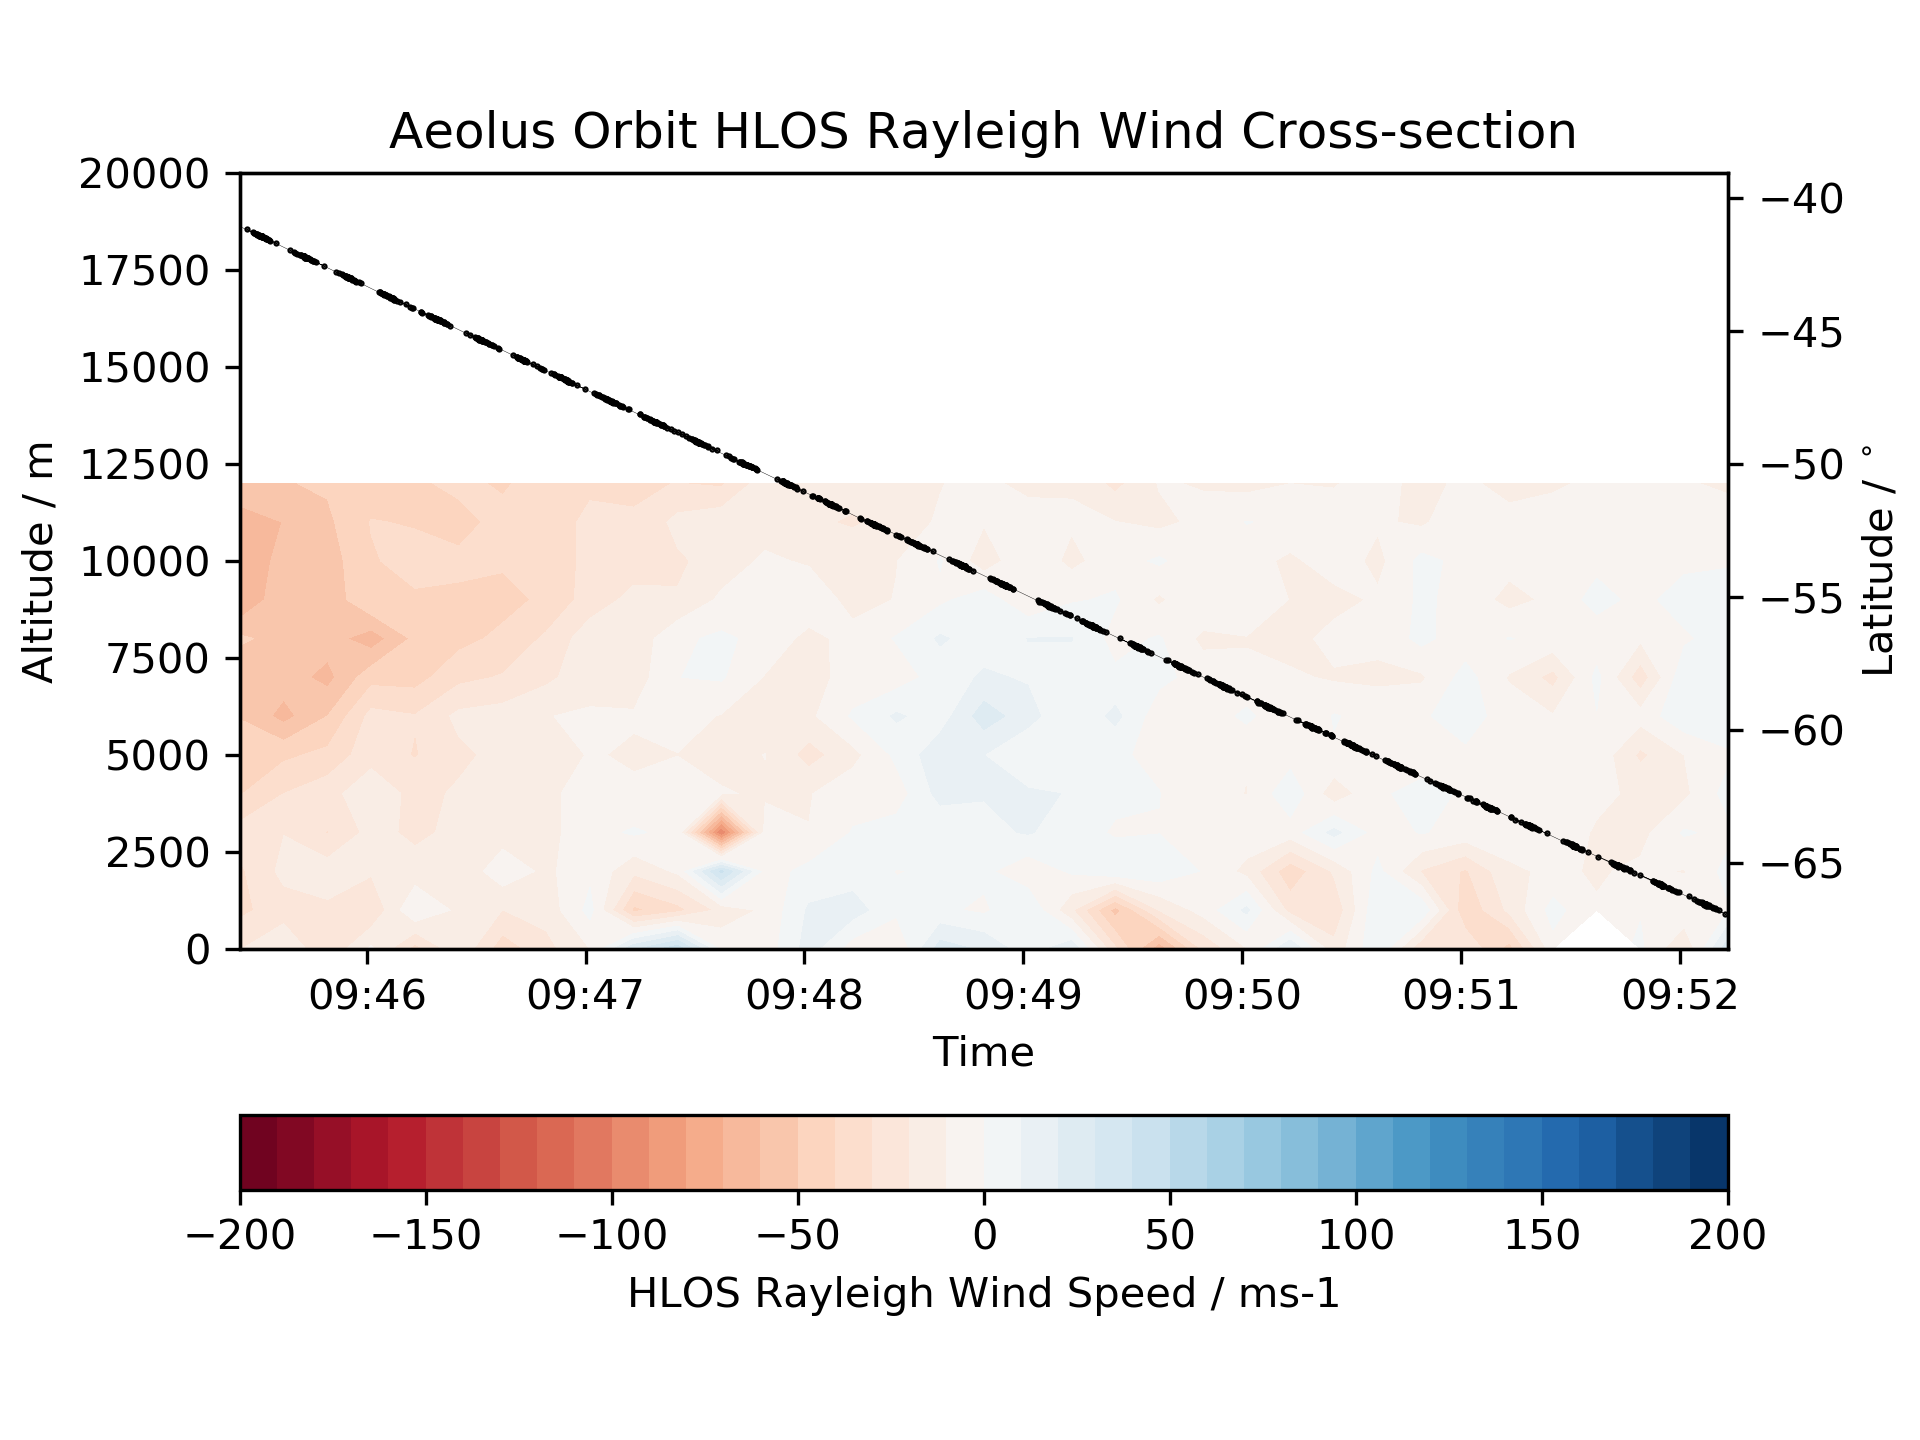 Aeolus Orbit HLOS Rayleigh Wind Cross-section
20000
17500
15000
12500
10000
7500
5000
2500
0
Altitude / m
−40
−45
−50
−55
−60
−65
Latitude / °
09:46 09:47 09:48 09:49 09:50 09:51 09:52
Time
−200 −150 −100 −50 0 50 100 150 200
HLOS Rayleigh Wind Speed / ms-1